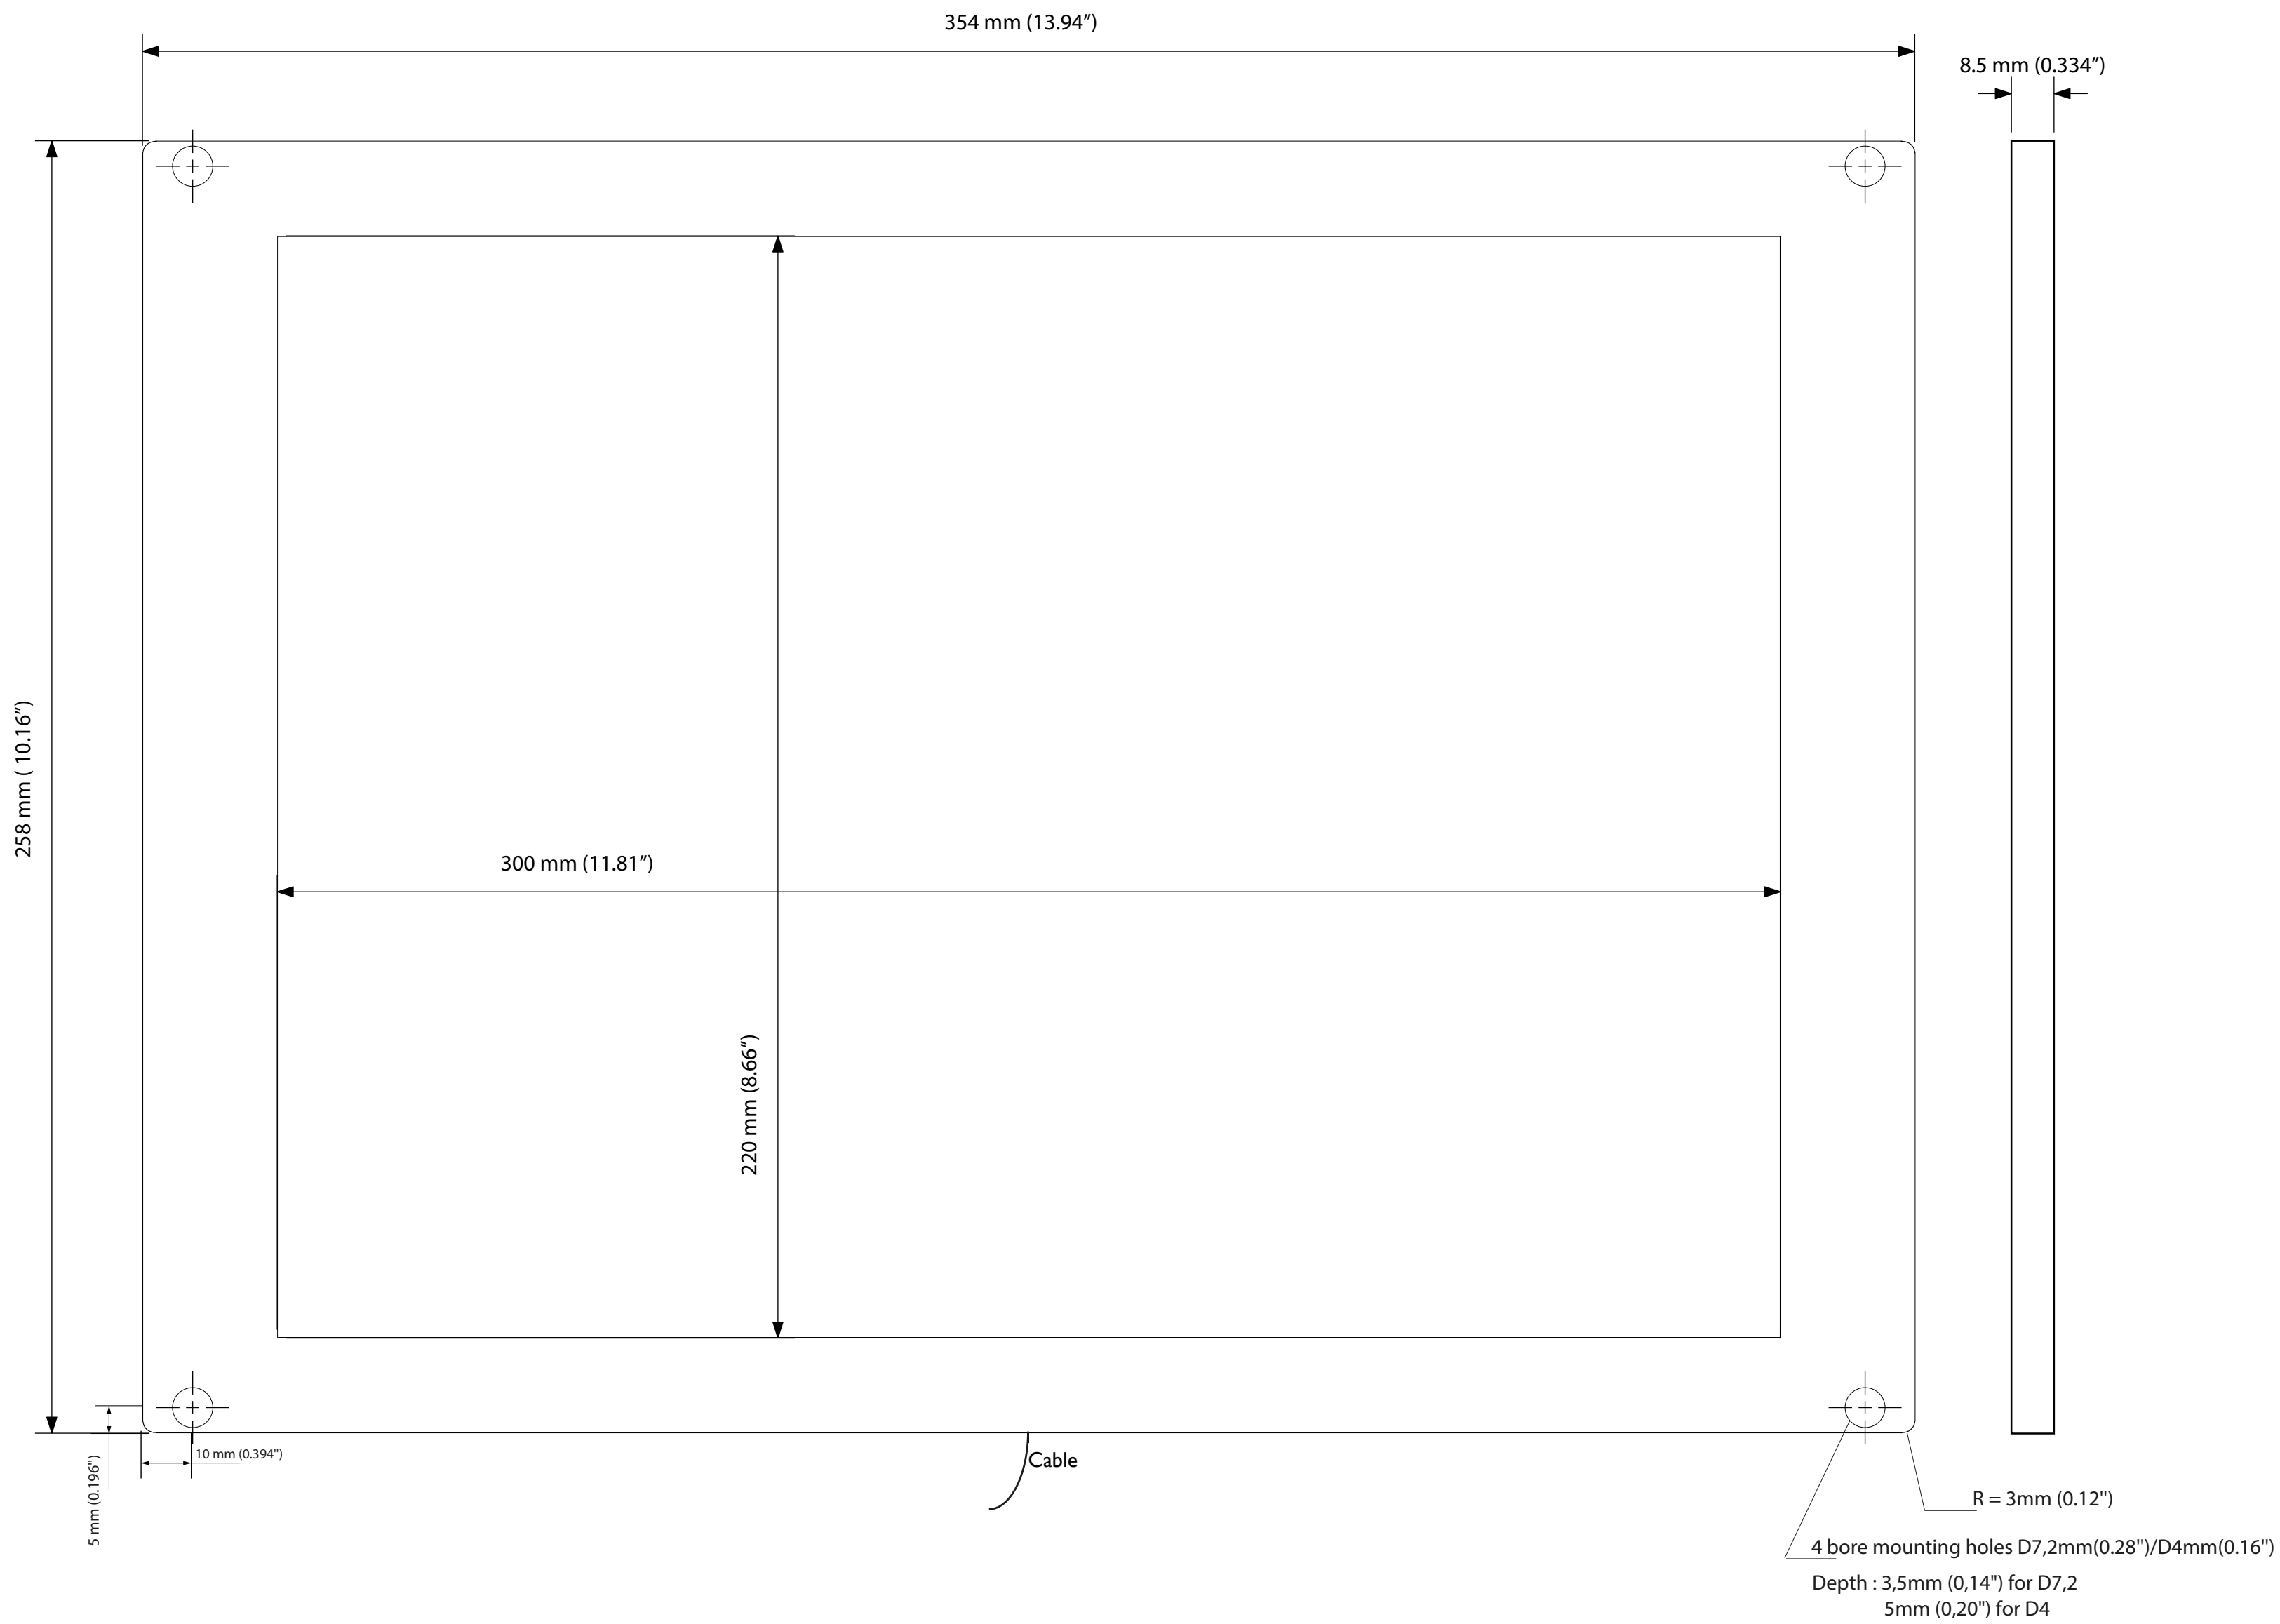 354 mm (13.94″)
8.5 mm (0.334″)
258 mm ( 10.16″)
300 mm (11.81″)
220 mm (8.66″)
10 mm (0.394")
5 mm (0.196")
Cable
R = 3mm (0.12")
4 bore mounting holes D7,2mm(0.28")/D4mm(0.16")
Depth : 3,5mm (0,14") for D7,2
5mm (0,20") for D4